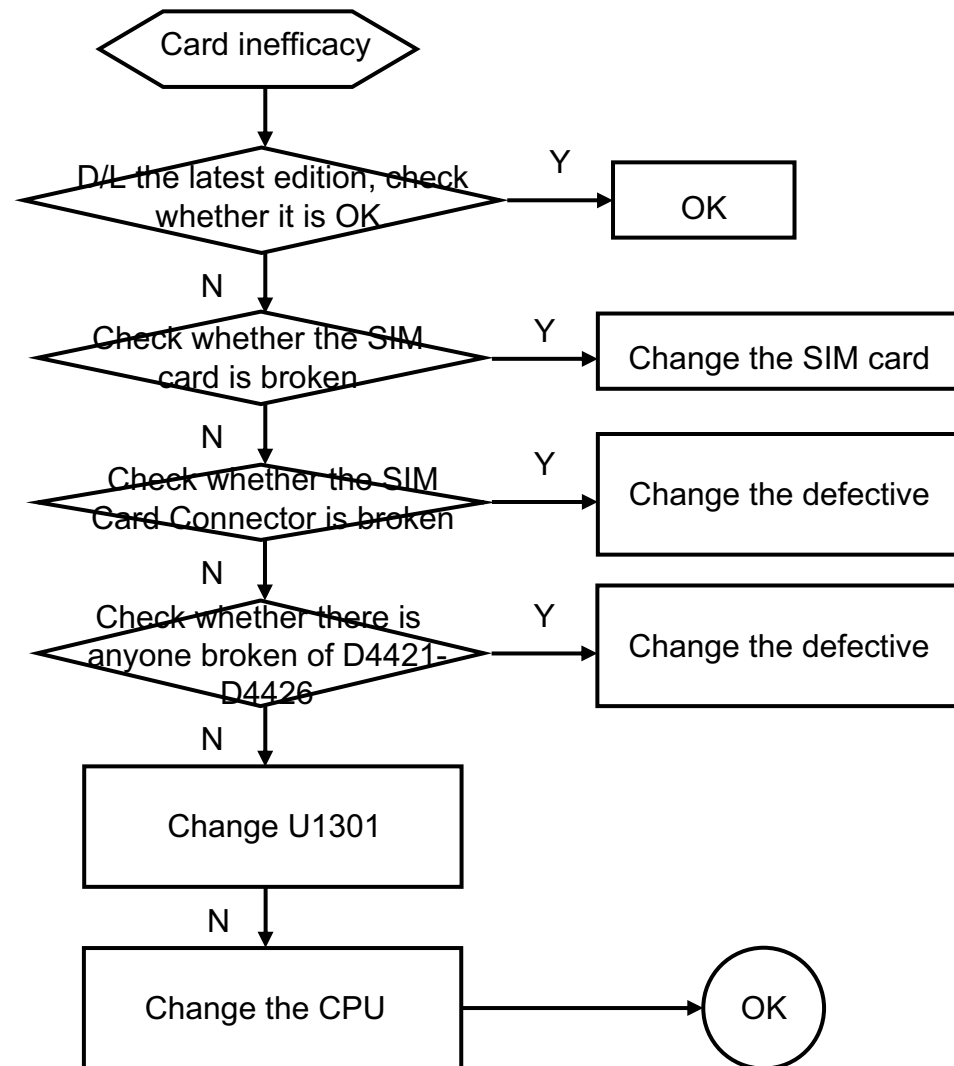 Card inefficacy
D/L the latest edition, check
whether it is OK
Y
OK
N
Check whether the SIM
card is broken
Y
Change the SIM card
N
Check whether the SIM
Card Connector is broken
Y
Change the defective
N
Check whether there is
anyone broken of D4421-
D4426
Y
Change the defective
N
Change U1301
N
Change the CPU
OK